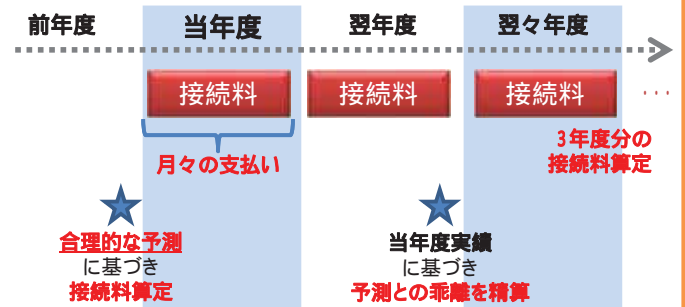 前年度 当年度 翌年度 翌々年度
接続料 接続料 接続料 ・・・
月々の支払い
3年度分の
接続料算定
合理的な予測
に基づき
接続料算定
当年度実績
に基づき
予測との乖離を精算